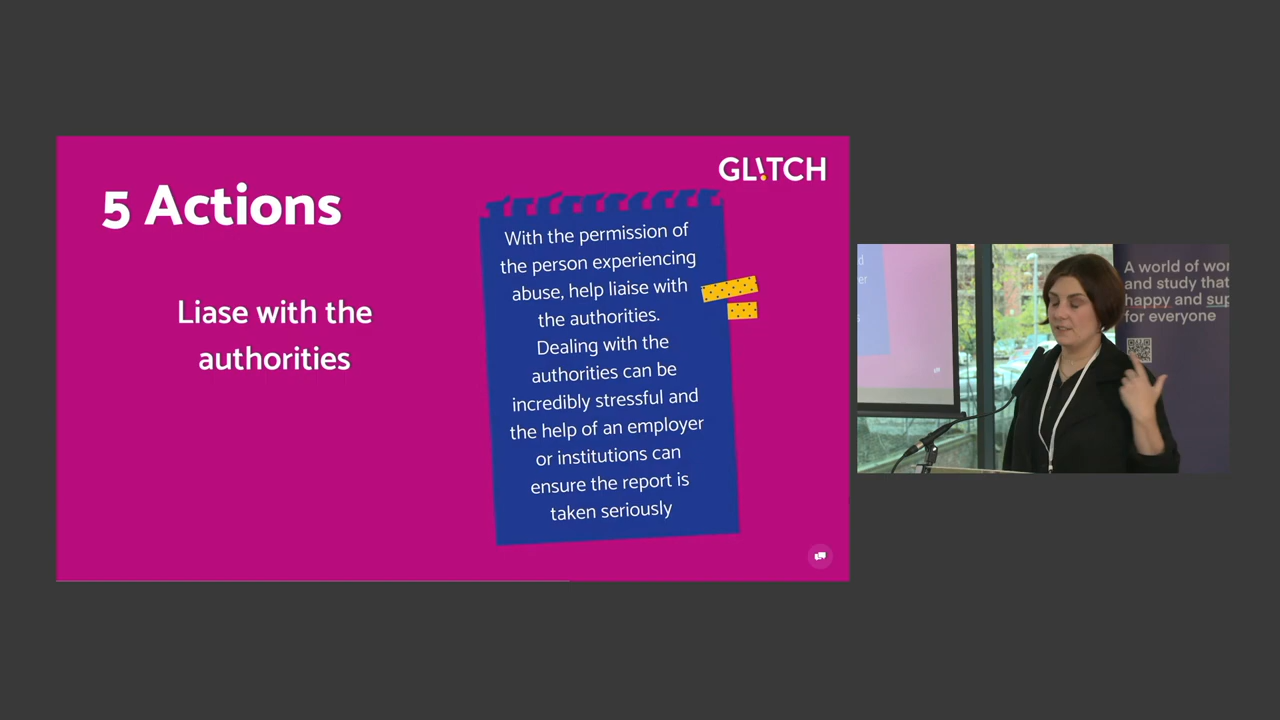 5 Actions
GL!TCH
Liase with the
authorities
With the permission of
the person experiencing
abuse, help liaise with
the authorities.
Dealing with the
authorities can be
incredibly stressful and
the help of an employer
or institutions can
ensure the report is
taken seriously
A world of wor
and study that
happy and sup
for everyone